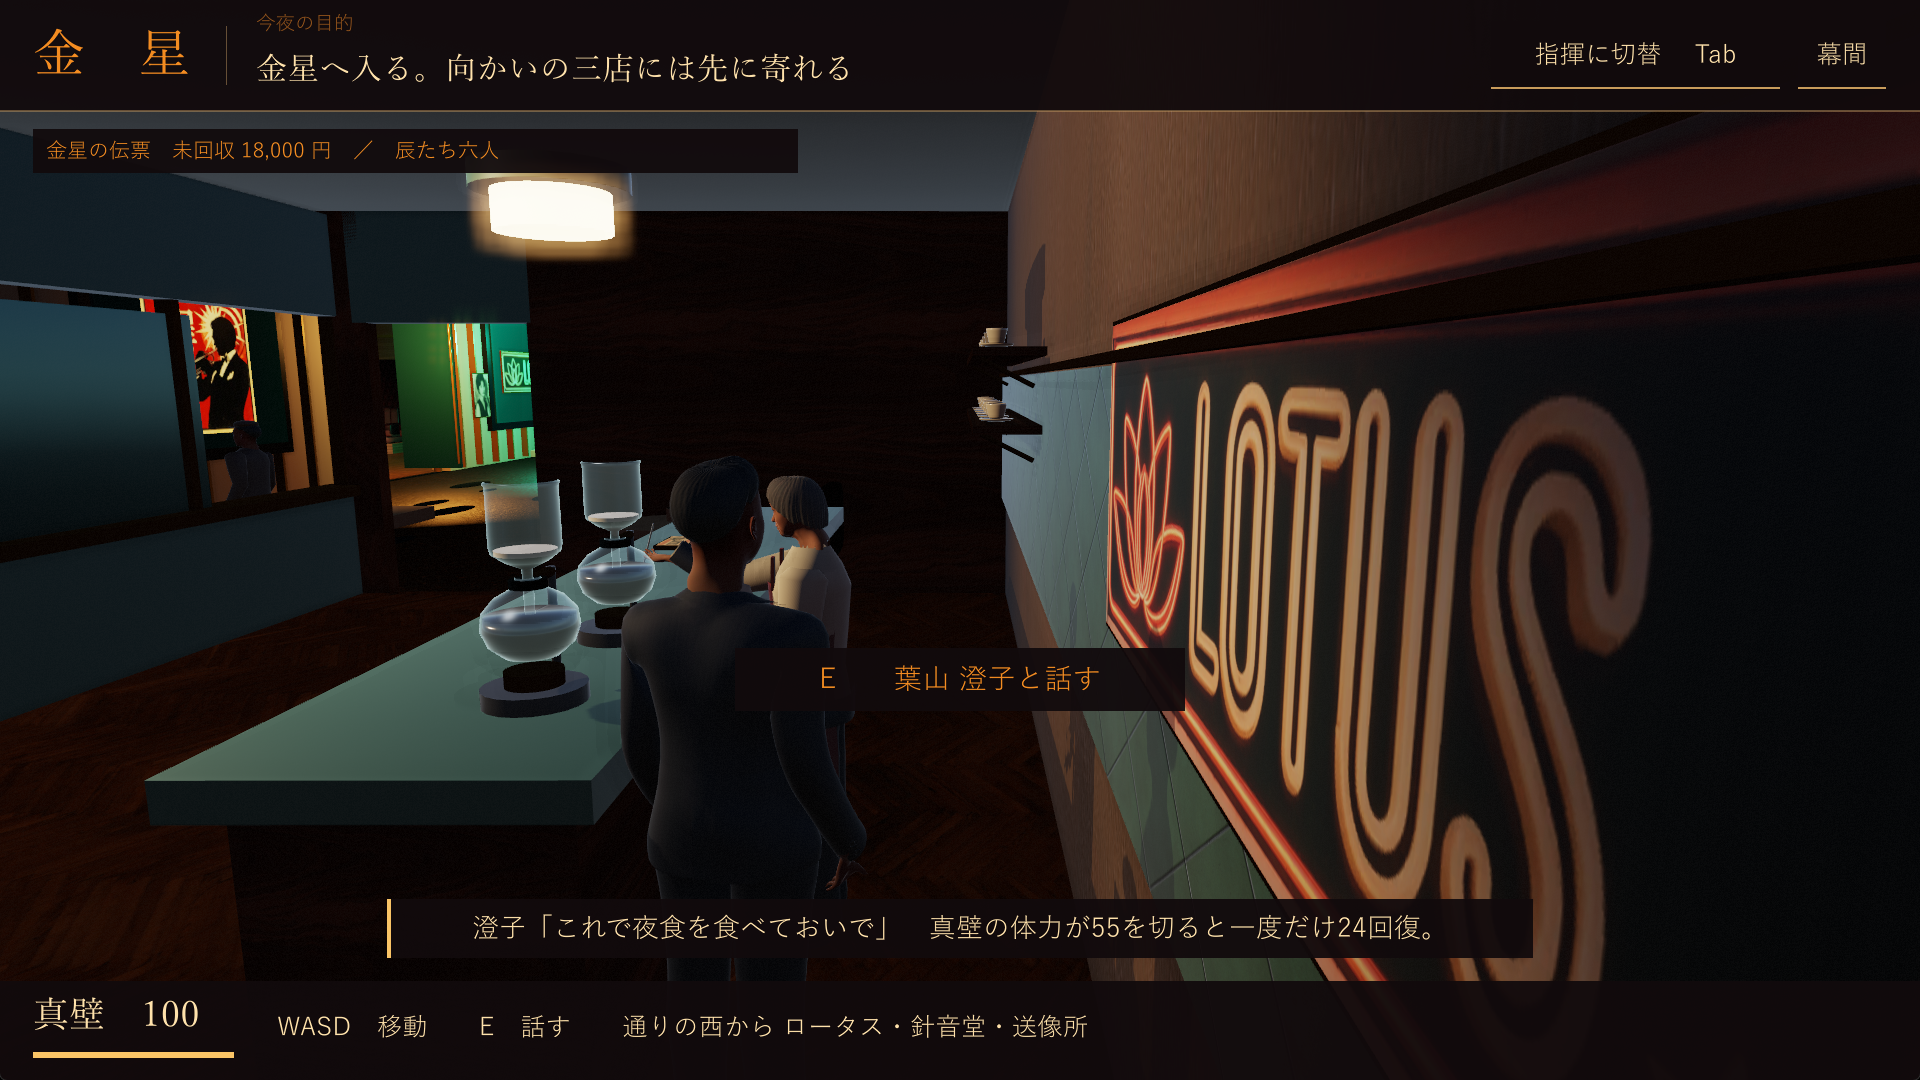 金星
今夜の目的
金星へ入る。向かいの三店には先に寄れる
指揮に切替 Tab
幕間
金星の伝票 未回収 18,000 円 ／ 辰たち六人
LOTUS
E 葉山 澄子と話す
澄子「これで夜食を食べておいで」 真壁の体力が55を切ると一度だけ24回復。
真壁 100
WASD 移動 E 話す 通りの西から ロータス・針音堂・送像所